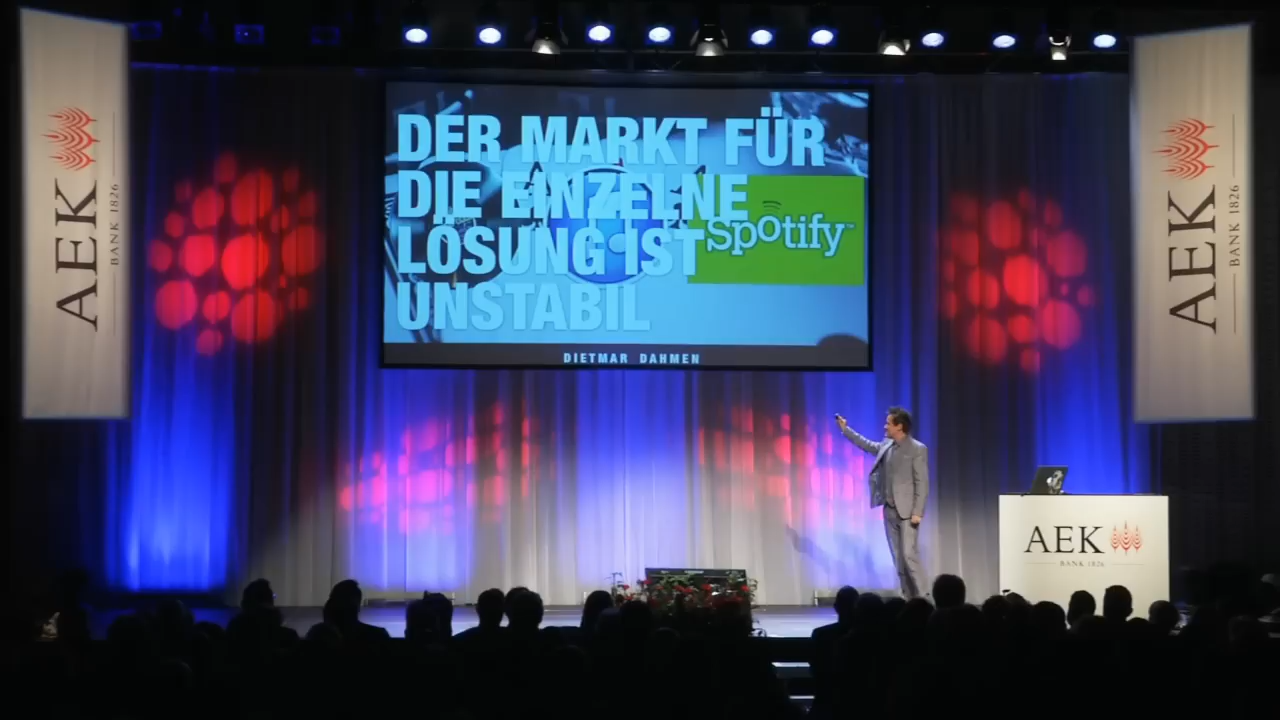 DER MARKT FÜR
DIE EINZELNE
LÖSUNG IST
UNSTABIL
Spotify™
DIETMAR DAHMEN
AEK
BANK 1826
AEK
BANK 1826
AEK
BANK 1826